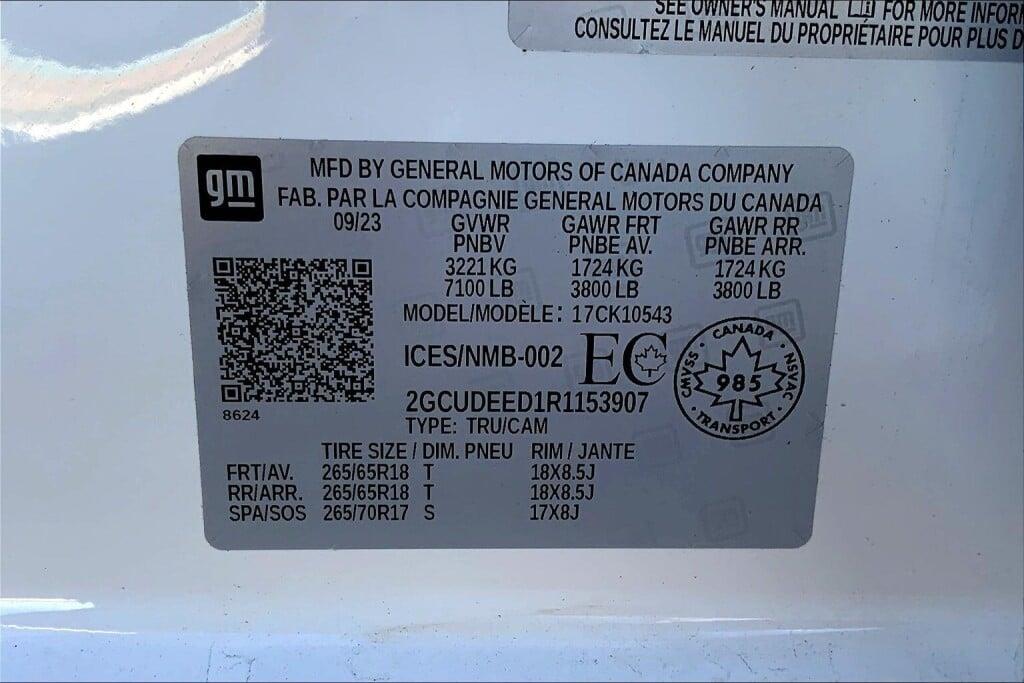 SEE OWNER'S MANUAL FOR MORE
CONSULTEZ LE MANUEL DU PROPRIÉTAIRE POUR PLUS
gm
MFD BY GENERAL MOTORS OF CANADA COMPANY
FAB. PAR LA COMPAGNIE GENERAL MOTORS DU CANADA
09/23 GVWR GAWR FRT GAWR RR
PNBV PNBE AV. PNBE ARR.
3221 KG 1724 KG 1724 KG
7100 LB 3800 LB 3800 LB
MODEL/MODÈLE: 17CK10543
ICES/NMB-002 EC
CANADA
CMVSS 985 NSVAC
TRANSPORT
2GCUDEED1R1153907
8624
TYPE: TRU/CAM
TIRE SIZE / DIM. PNEU RIM / JANTE
FRT/AV. 265/65R18 T 18X8.5J
RR/ARR. 265/65R18 T 18X8.5J
SPA/SOS 265/70R17 S 17X8J